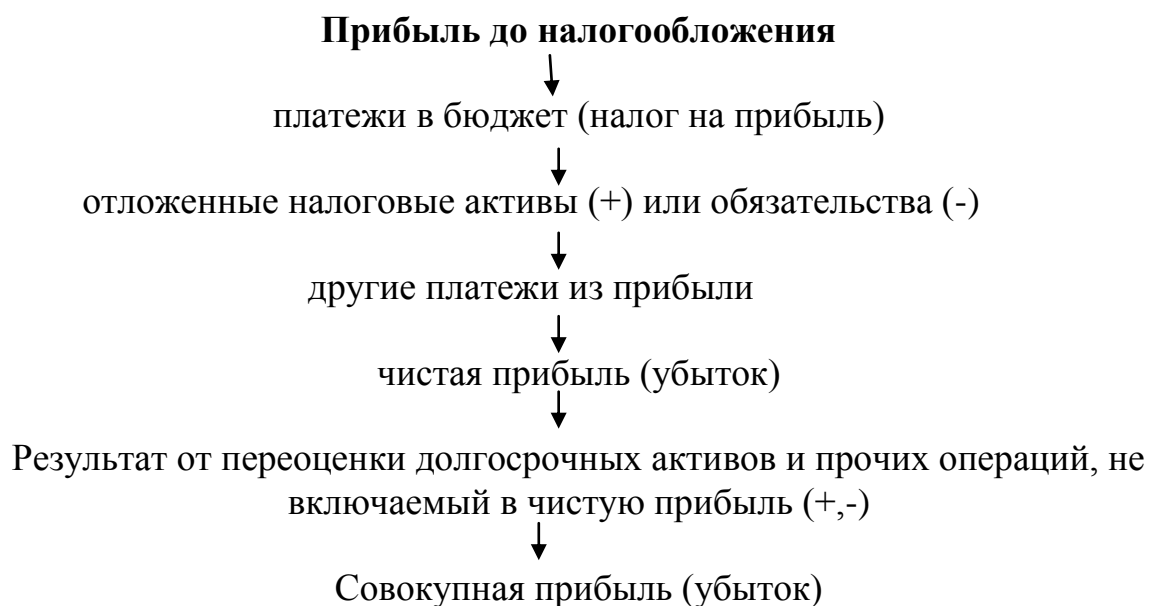 Прибыль до налогообложения
платежи в бюджет (налог на прибыль)
отложенные налоговые активы (+) или обязательства (-)
другие платежи из прибыли
чистая прибыль (убыток)
Результат от переоценки долгосрочных активов и прочих операций, не
включаемый в чистую прибыль (+,-)
Совокупная прибыль (убыток)